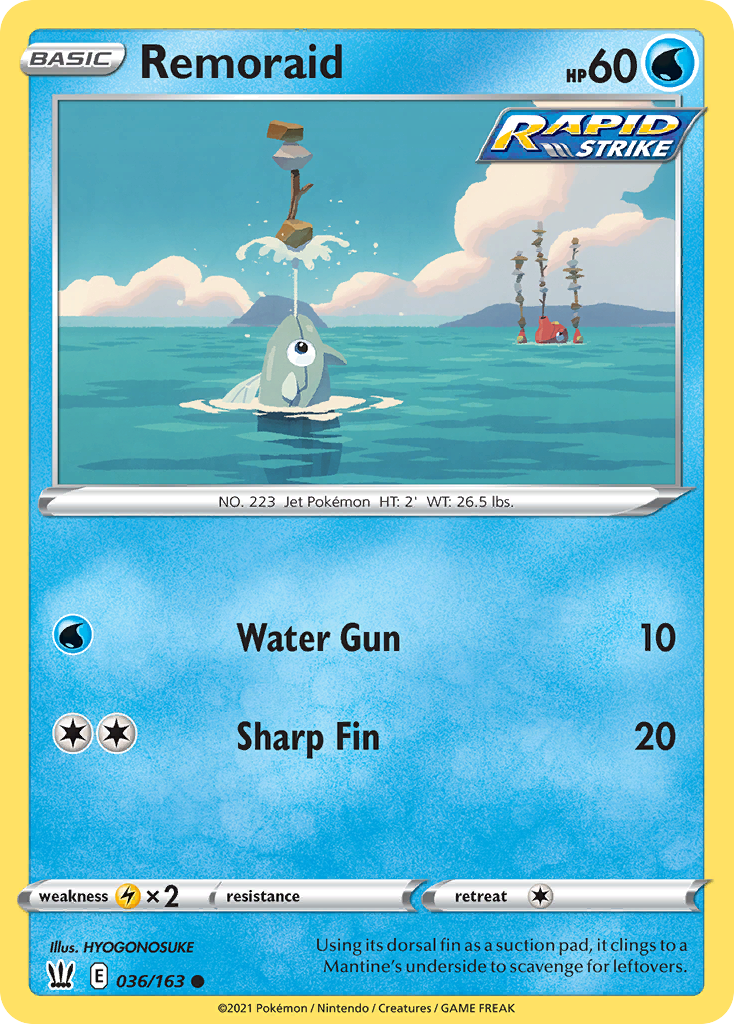 BASIC Remoraid HP60
RAPID
STRIKE
NO. 223 Jet Pokémon HT: 2' WT: 26.5 lbs.
Water Gun 10
Sharp Fin 20
weakness ×2 resistance retreat
Illus. HYOGONOSUKE
Using its dorsal fin as a suction pad, it clings to a
Mantine's underside to scavenge for leftovers.
E 036/163
©2021 Pokémon / Nintendo / Creatures / GAME FREAK